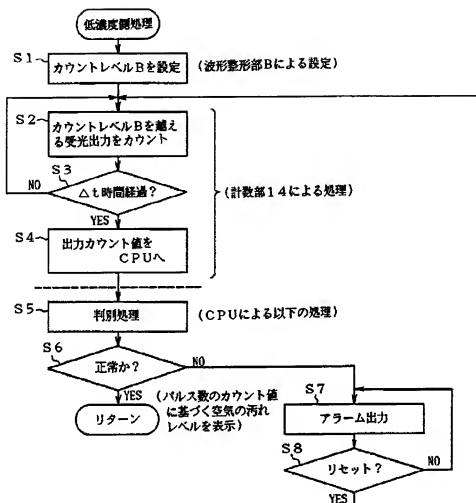 低濃度側処理
S1
カウントレベルBを設定
(波形整形部Bによる設定)
S2
カウントレベルBを越え
る受光出力をカウント
S3
NO
Δt時間経過?
(計数部14による処理)
YES
S4
出力カウント値を
CPUへ
S5
判別処理
(CPUによる以下の処理)
S6
正常か?
NO
YES
(パルス数のカウント値
に基づく空気の汚れ
レベルを表示)
リターン
S7
アラーム出力
S8
リセット?
NO
YES